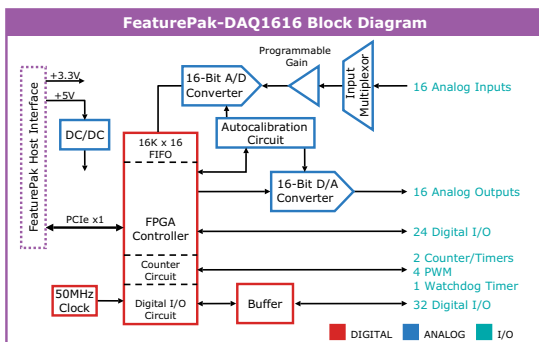 FeaturePak-DAQ1616 Block Diagram
Programmable
Gain
+3.3V
+5V
16-Bit A/D
Converter
Input
Multiplexor
16 Analog Inputs
FeaturePak Host Interface
DC/DC
Autocalibration
Circuit
16K x 16
FIFO
16-Bit D/A
Converter
16 Analog Outputs
PCIe x1
FPGA
Controller
24 Digital I/O
Counter
Circuit
2 Counter/Timers
4 PWM
1 Watchdog Timer
50MHz
Clock
Digital I/O
Circuit
Buffer
32 Digital I/O
DIGITAL
ANALOG
I/O